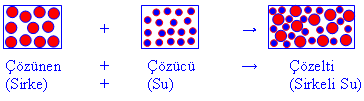 + →
Çözünen + Çözücü → Çözelti
(Sirke) + (Su) (Sirkeli Su)